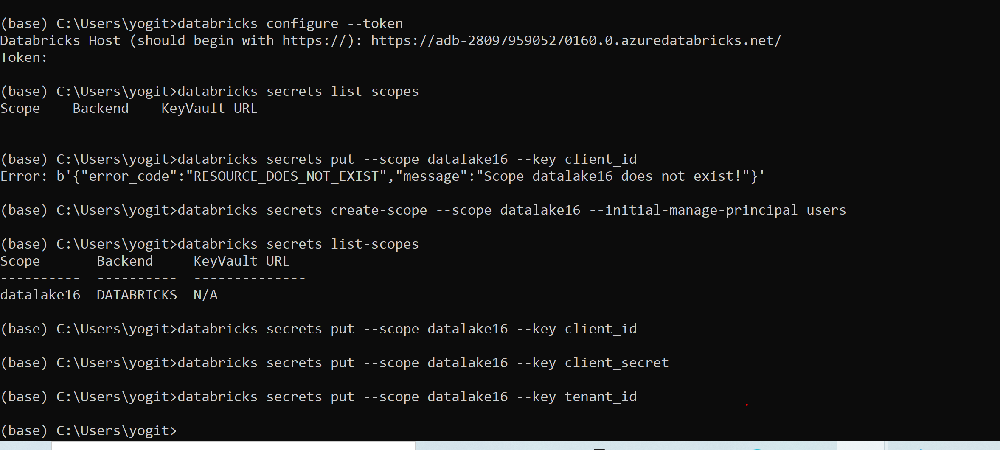 (base) C:\Users\yogit>databricks configure --token
Databricks Host (should begin with https://): https://adb-2809795905270160.0.azuredatabricks.net/
Token:
(base) C:\Users\yogit>databricks secrets list-scopes
Scope    Backend    KeyVault URL
-------  ---------  --------------
(base) C:\Users\yogit>databricks secrets put --scope datalake16 --key client_id
Error: b'{"error_code":"RESOURCE_DOES_NOT_EXIST","message":"Scope datalake16 does not exist!"}'
(base) C:\Users\yogit>databricks secrets create-scope --scope datalake16 --initial-manage-principal users
(base) C:\Users\yogit>databricks secrets list-scopes
Scope       Backend     KeyVault URL
----------  ----------  --------------
datalake16  DATABRICKS  N/A
(base) C:\Users\yogit>databricks secrets put --scope datalake16 --key client_id
(base) C:\Users\yogit>databricks secrets put --scope datalake16 --key client_secret
(base) C:\Users\yogit>databricks secrets put --scope datalake16 --key tenant_id
(base) C:\Users\yogit>